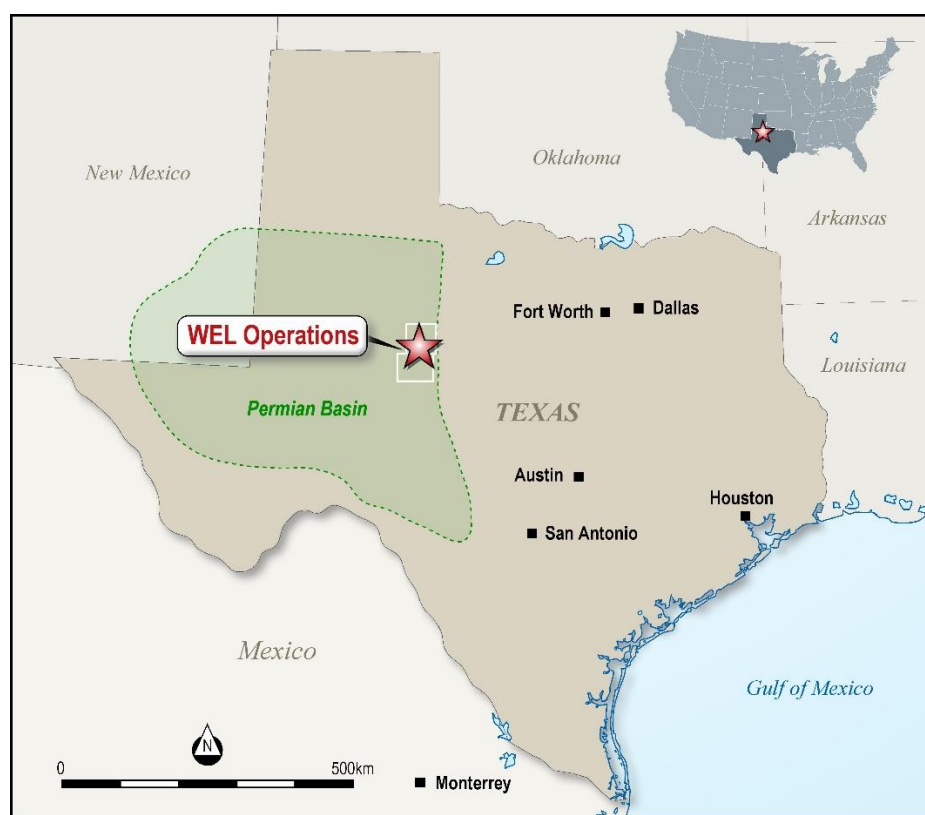 New Mexico
Oklahoma
Arkansas
Fort Worth
Dallas
WEL Operations
Louisiana
Permian Basin
TEXAS
Austin
Houston
San Antonio
Mexico
Gulf of Mexico
N
0
500km
Monterrey